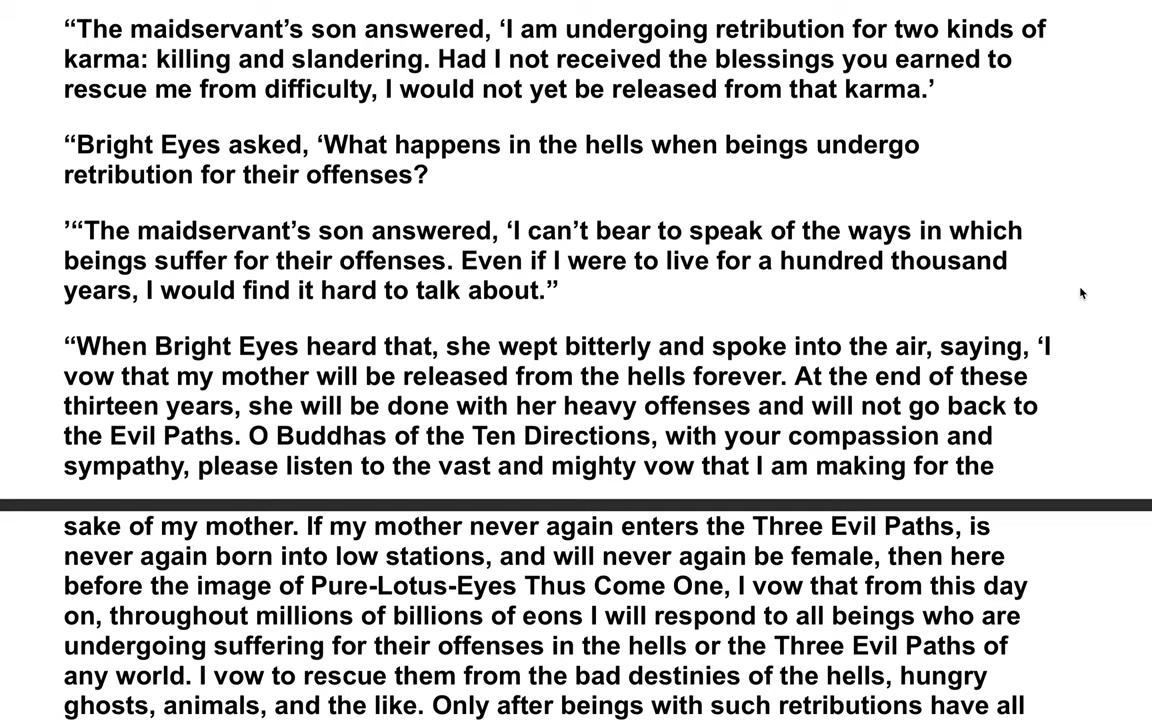 “The maidservant’s son answered, ‘I am undergoing retribution for two kinds of
karma: killing and slandering. Had I not received the blessings you earned to
rescue me from difficulty, I would not yet be released from that karma.’
“Bright Eyes asked, ‘What happens in the hells when beings undergo
retribution for their offenses?
’“The maidservant’s son answered, ‘I can’t bear to speak of the ways in which
beings suffer for their offenses. Even if I were to live for a hundred thousand
years, I would find it hard to talk about.”
“When Bright Eyes heard that, she wept bitterly and spoke into the air, saying, ‘I
vow that my mother will be released from the hells forever. At the end of these
thirteen years, she will be done with her heavy offenses and will not go back to
the Evil Paths. O Buddhas of the Ten Directions, with your compassion and
sympathy, please listen to the vast and mighty vow that I am making for the
sake of my mother. If my mother never again enters the Three Evil Paths, is
never again born into low stations, and will never again be female, then here
before the image of Pure-Lotus-Eyes Thus Come One, I vow that from this day
on, throughout millions of billions of eons I will respond to all beings who are
undergoing suffering for their offenses in the hells or the Three Evil Paths of
any world. I vow to rescue them from the bad destinies of the hells, hungry
ghosts, animals, and the like. Only after beings with such retributions have all